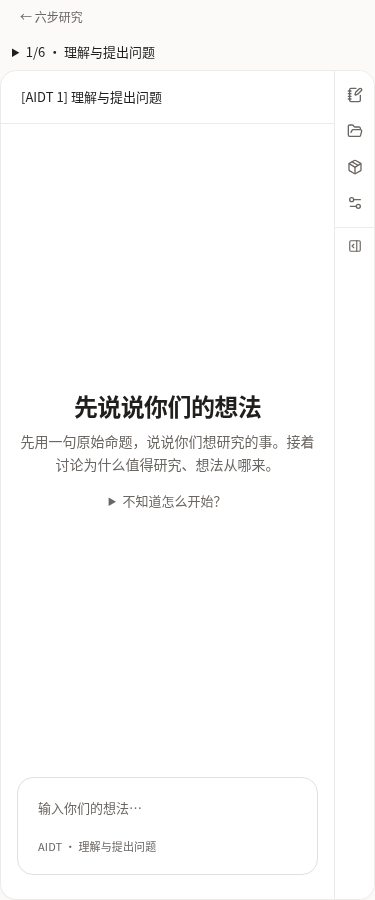 ← 六步研究
▶ 1/6 · 理解与提出问题
[AIDT 1] 理解与提出问题
先说说你们的想法
先用一句原始命题，说说你们想研究的事。接着
讨论为什么值得研究、想法从哪来。
▶ 不知道怎么开始？
输入你们的想法…
AIDT · 理解与提出问题